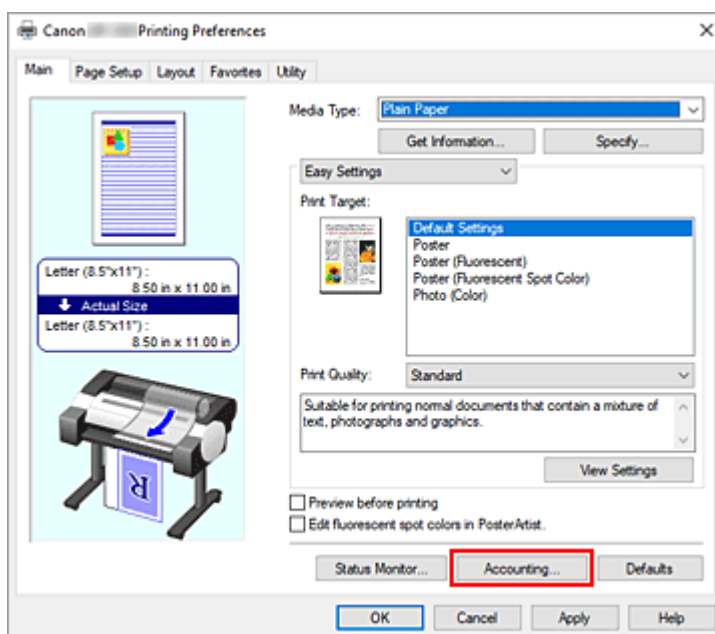 Canon Printing Preferences
Main Page Setup Layout Favorites Utility
Media Type: Plain Paper
Get Information... Specify...
Easy Settings
Print Target:
Default Settings
Poster
Poster (Fluorescent)
Poster (Fluorescent Spot Color)
Photo (Color)
Letter (8.5"x11") :
8.50 in x 11.00 in
Actual Size
Letter (8.5"x11") :
8.50 in x 11.00 in
Print Quality: Standard
Suitable for printing normal documents that contain a mixture of
text, photographs and graphics.
View Settings
R
Preview before printing
Edit fluorescent spot colors in PosterArtist.
Status Monitor... Accounting... Defaults
OK Cancel Apply Help